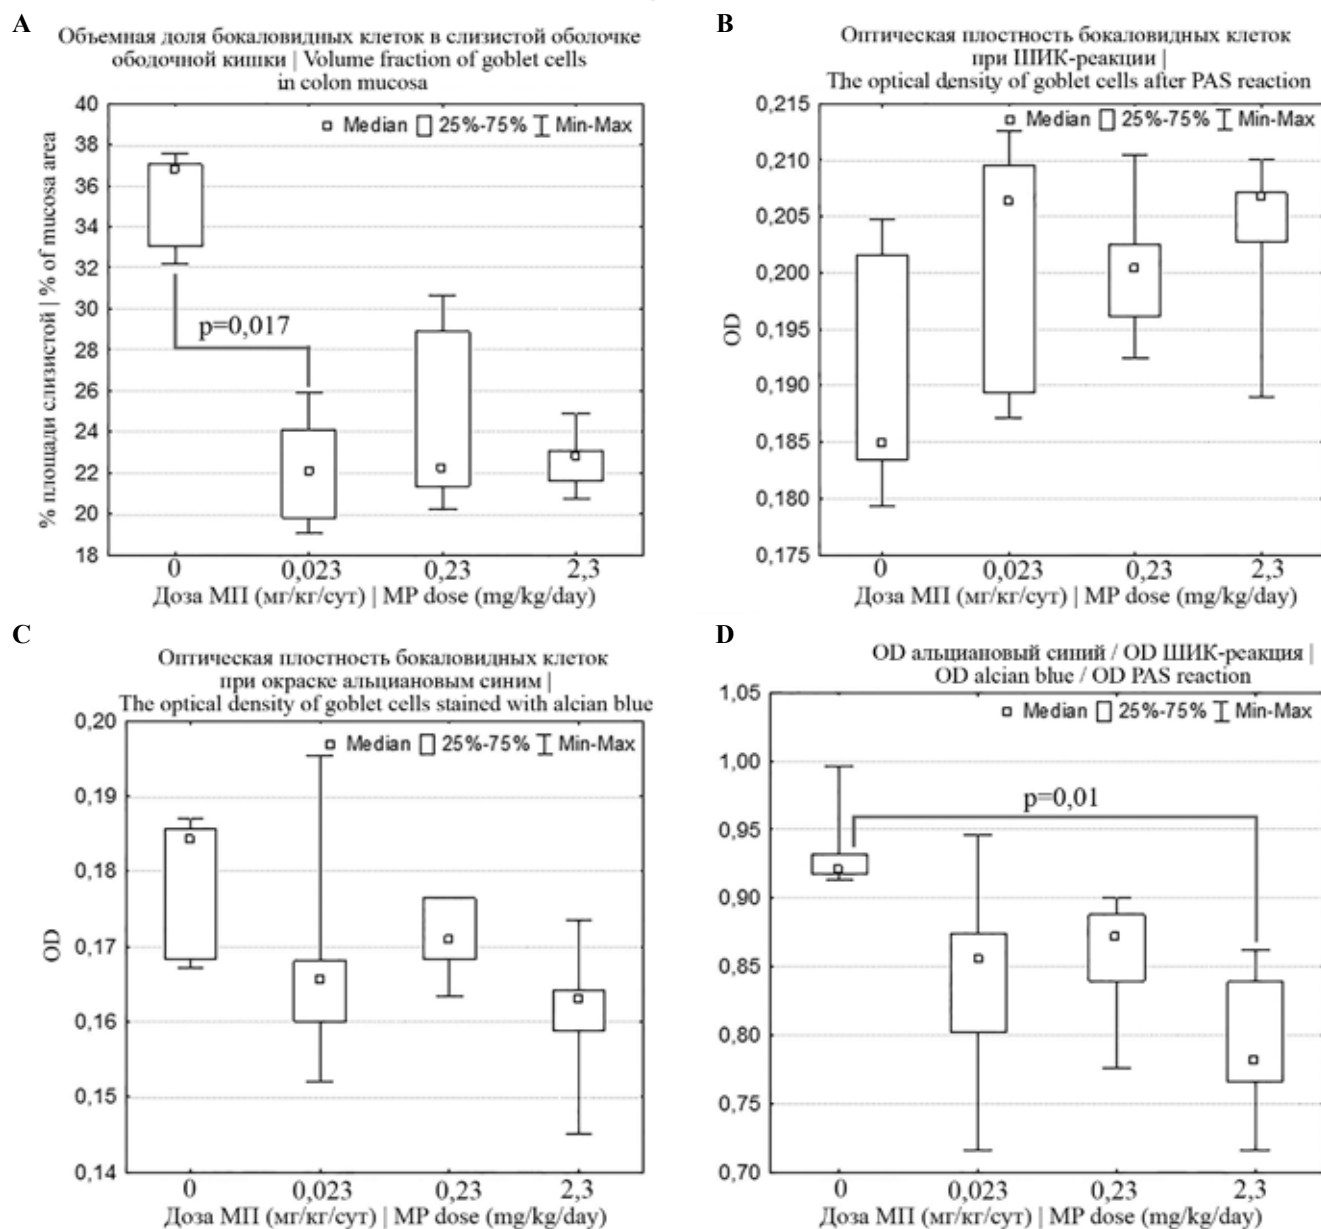 A
Объемная доля бокаловидных клеток в слизистой оболочке
ободочной кишки | Volume fraction of goblet cells
in colon mucosa
Median 25%-75% Min-Max
% площади слизистой | % of mucosa area
40
38
36
34
32
30
28
26
24
22
20
18
p=0,017
0 0,023 0,23 2,3
Доза МП (мг/кг/сут) | MP dose (mg/kg/day)
B
Оптическая плотность бокаловидных клеток
при ШИК-реакции |
The optical density of goblet cells after PAS reaction
Median 25%-75% Min-Max
OD
0,215
0,210
0,205
0,200
0,195
0,190
0,185
0,180
0,175
0 0,023 0,23 2,3
Доза МП (мг/кг/сут) | MP dose (mg/kg/day)
C
Оптическая плостность бокаловидных клеток
при окраске альциановым синим |
The optical density of goblet cells stained with alcian blue
Median 25%-75% Min-Max
OD
0,20
0,19
0,18
0,17
0,16
0,15
0,14
0 0,023 0,23 2,3
Доза МП (мг/кг/сут) | MP dose (mg/kg/day)
D
OD альциановый синий / OD ШИК-реакция |
OD alcian blue / OD PAS reaction
Median 25%-75% Min-Max
1,05
1,00
0,95
0,90
0,85
0,80
0,75
0,70
p=0,01
0 0,023 0,23 2,3
Доза МП (мг/кг/сут) | MP dose (mg/kg/day)